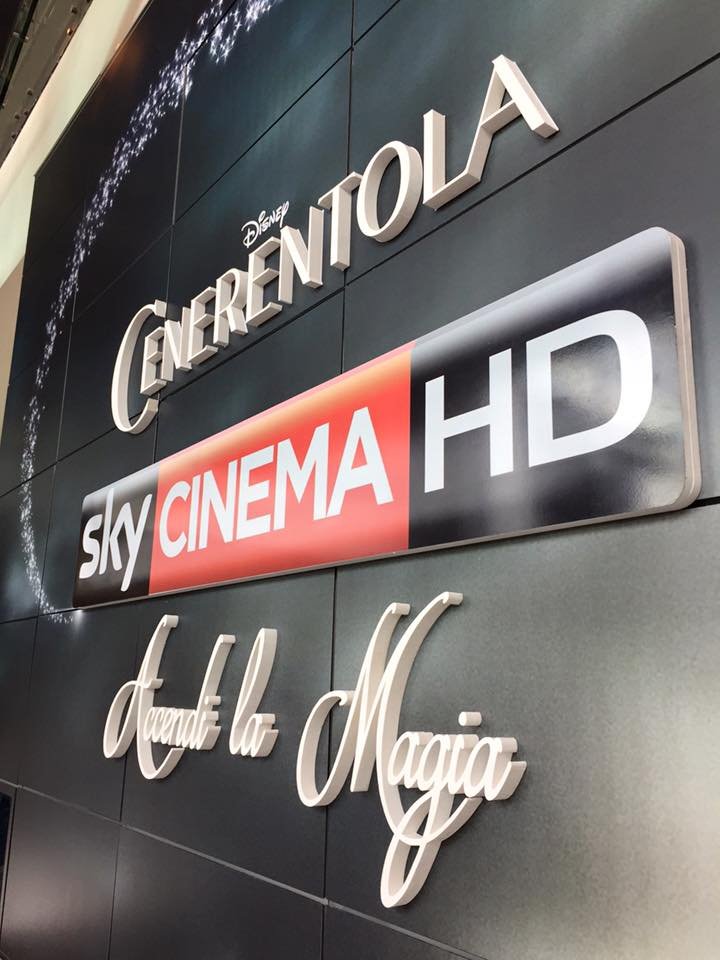 DISNEY
CENERENTOLA
sky CINEMA HD
Accendi la Magia